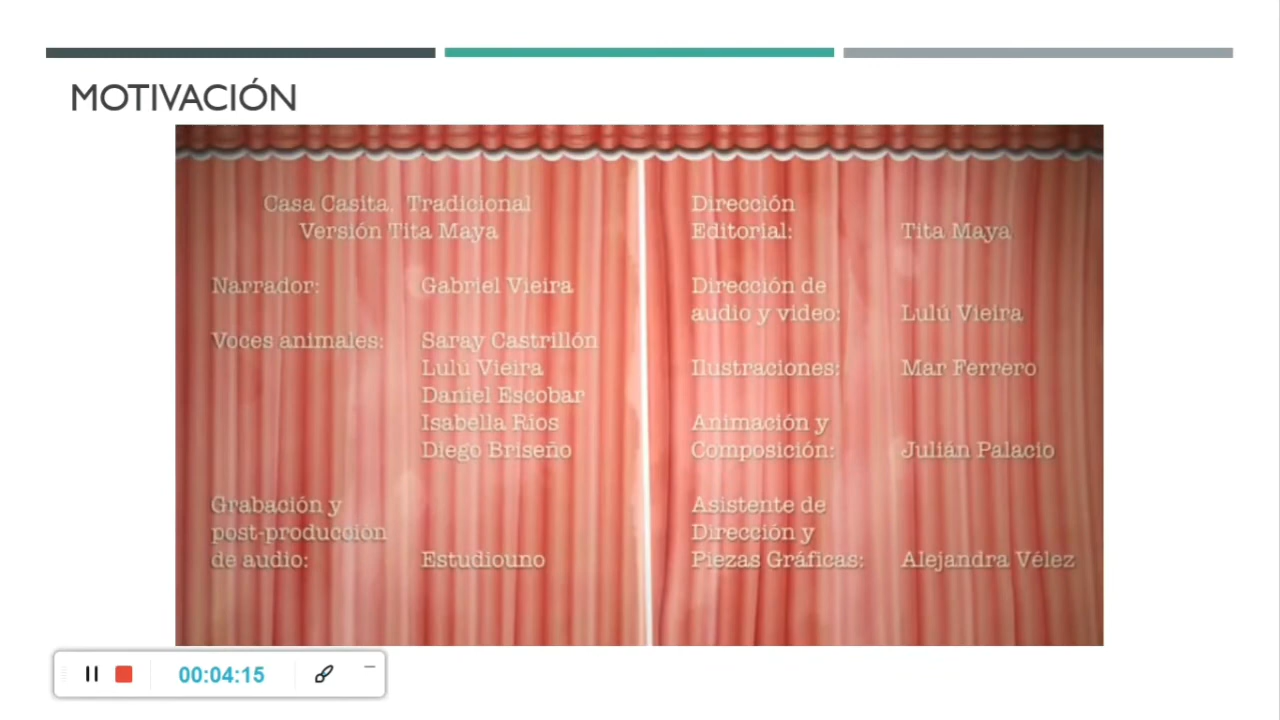 MOTIVACIÓN
Casa Casita. Tradicional
Versión Tita Maya
Narrador: Gabriel Vieira
Voces animales: Saray Castrillón
Lulú Vieira
Daniel Escobar
Isabella Ríos
Diego Briseño
Grabación y
post-producción
de audio: Estudiouno
Dirección
Editorial: Tita Maya
Dirección de
audio y video: Lulú Vieira
Ilustraciones: Mar Ferrero
Animación y
Composición: Julián Palacio
Asistente de
Dirección y
Piezas Gráficas: Alejandra Vélez
00:04:15